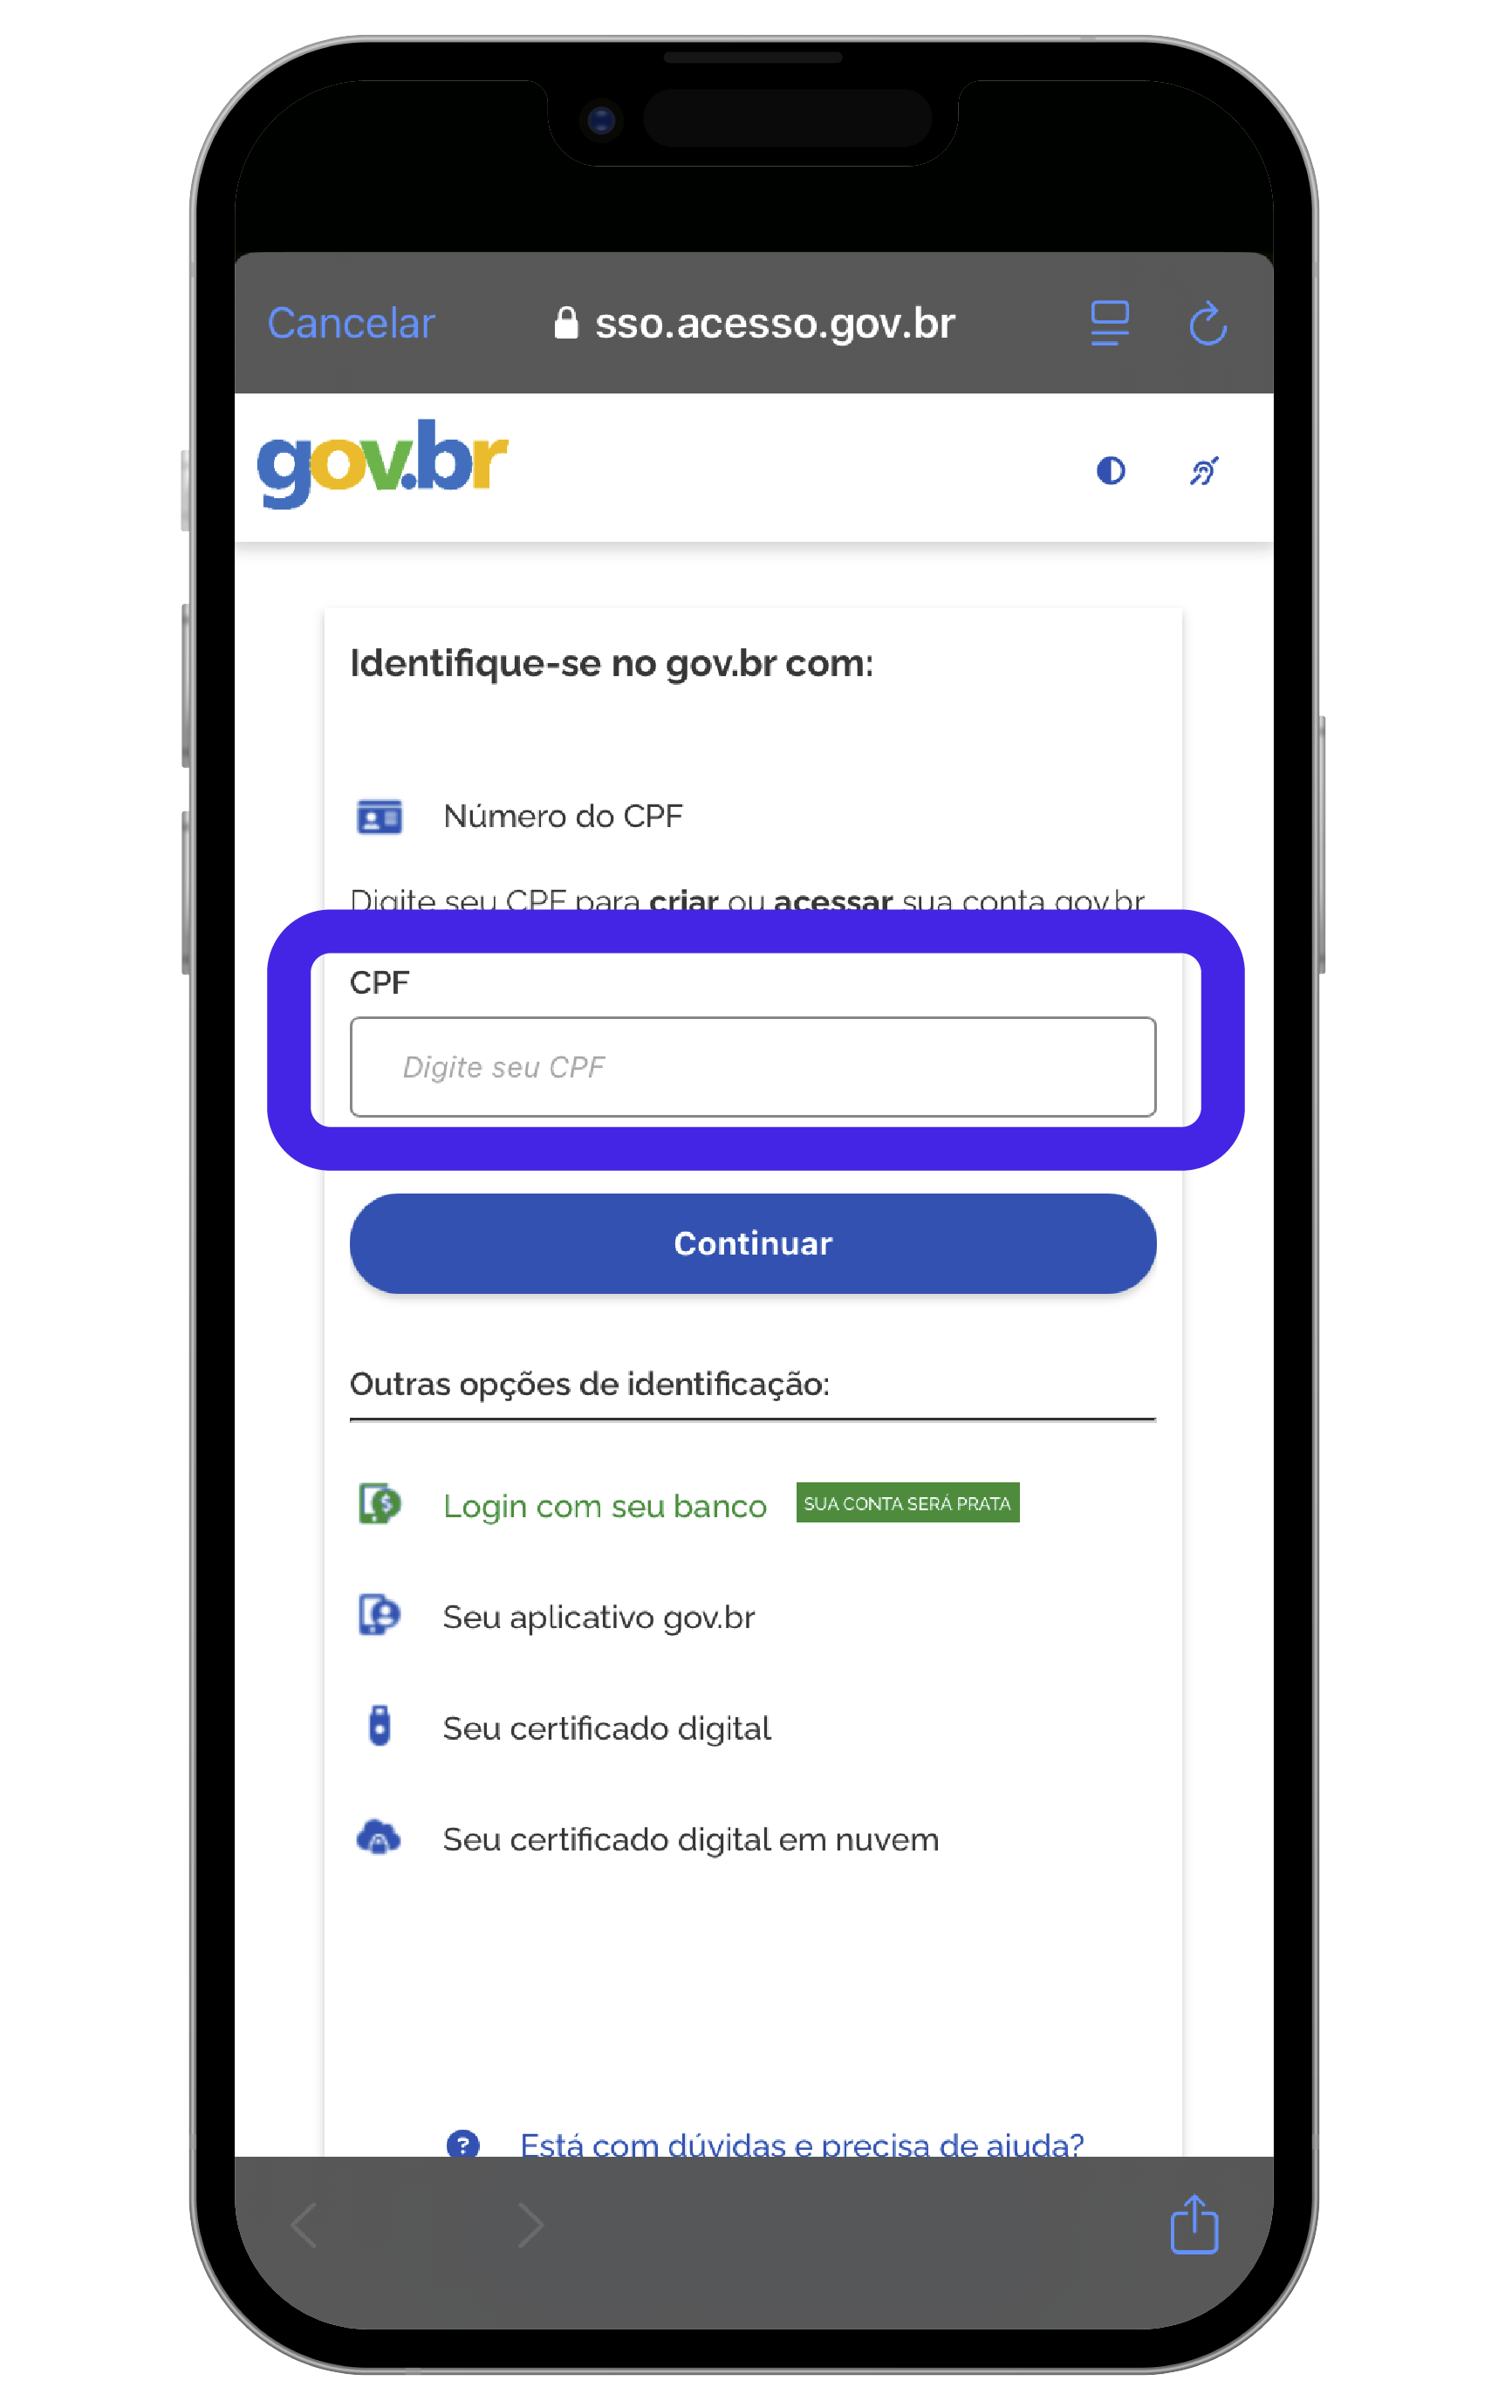 Cancelar
sso.acesso.gov.br
gov.br
Identifique-se no gov.br com:
Número do CPF
Digite seu CPF para criar ou acessar sua conta gov.br
CPF
Digite seu CPF
Continuar
Outras opções de identificação:
Login com seu banco SUA CONTA SERÁ PRATA
Seu aplicativo gov.br
Seu certificado digital
Seu certificado digital em nuvem
Está com dúvidas e precisa de ajuda?